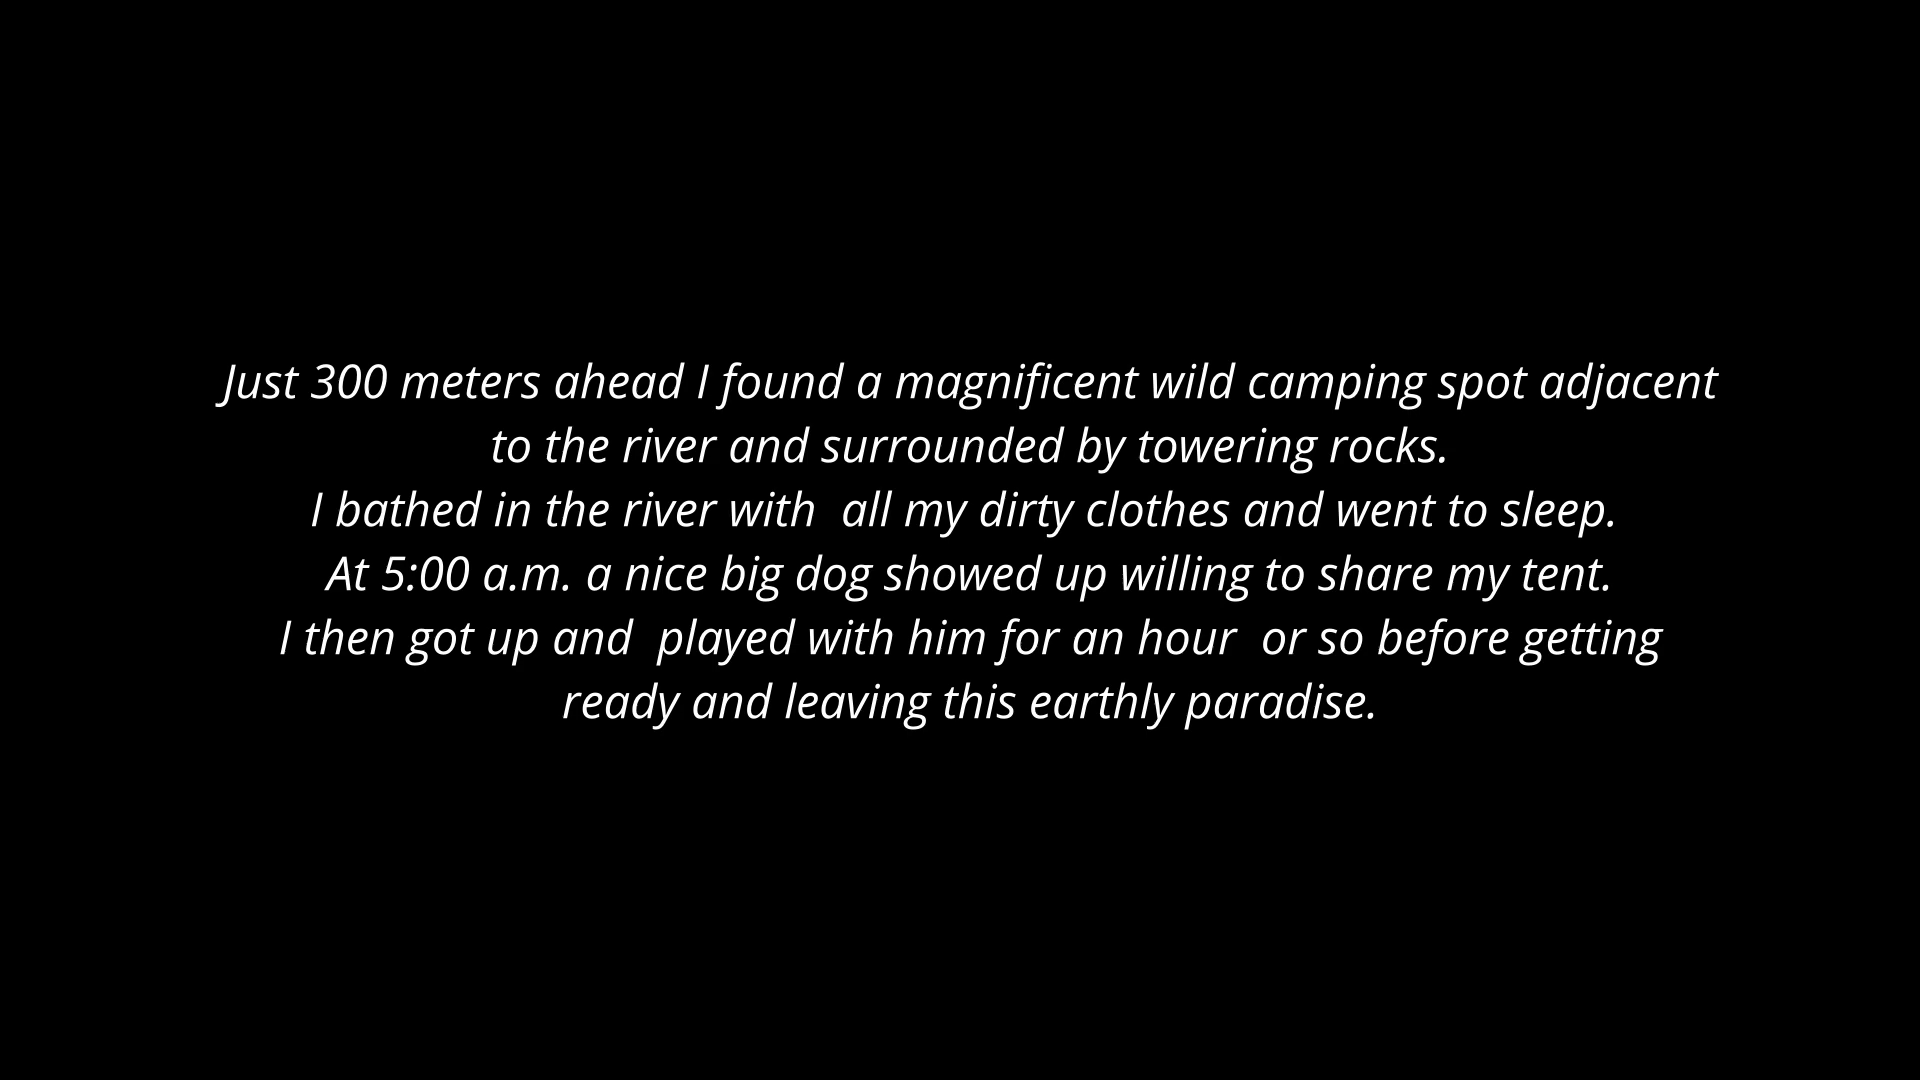 Just 300 meters ahead I found a magnificent wild camping spot adjacent
to the river and surrounded by towering rocks.
I bathed in the river with  all my dirty clothes and went to sleep.
At 5:00 a.m. a nice big dog showed up willing to share my tent.
I then got up and  played with him for an hour  or so before getting
ready and leaving this earthly paradise.